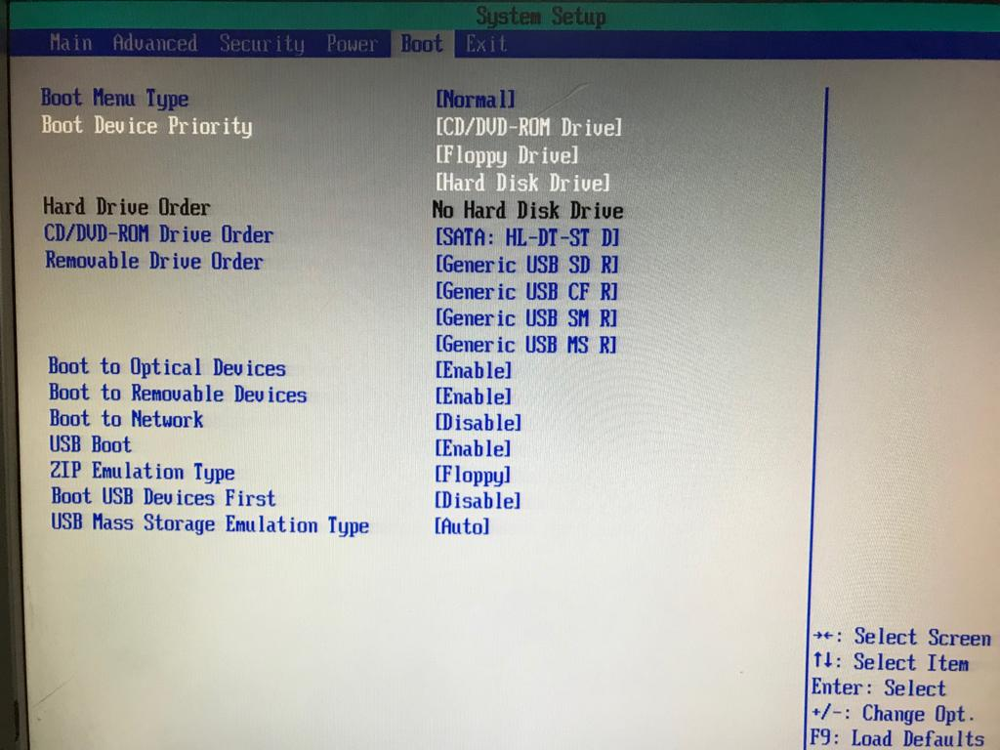 System Setup
Main Advanced Security Power Boot Exit
Boot Menu Type [Normal]
Boot Device Priority [CD/DVD-ROM Drive]
[Floppy Drive]
[Hard Disk Drive]
Hard Drive Order No Hard Disk Drive
CD/DVD-ROM Drive Order [SATA: HL-DT-ST D]
Removable Drive Order [Generic USB SD R]
[Generic USB CF R]
[Generic USB SM R]
[Generic USB MS R]
Boot to Optical Devices [Enable]
Boot to Removable Devices [Enable]
Boot to Network [Disable]
USB Boot [Enable]
ZIP Emulation Type [Floppy]
Boot USB Devices First [Disable]
USB Mass Storage Emulation Type [Auto]
→←: Select Screen
↑↓: Select Item
Enter: Select
+/-: Change Opt.
F9: Load Defaults